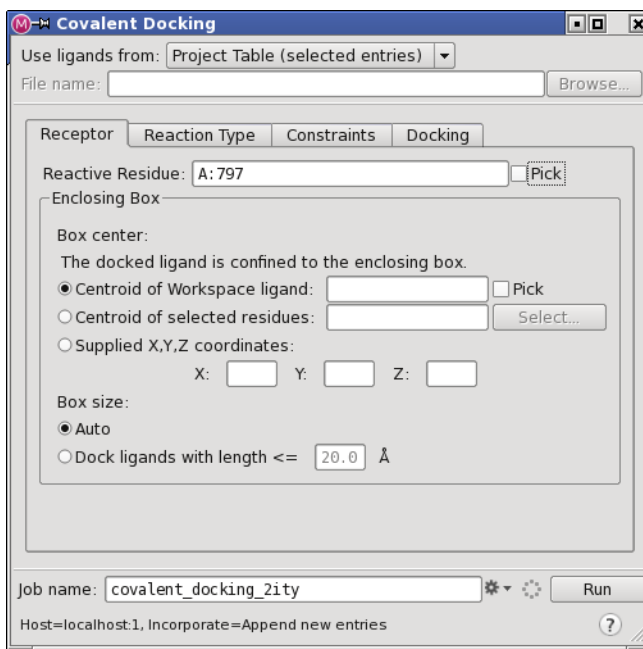 M Covalent Docking
Use ligands from: Project Table (selected entries)
File name: Browse...
Receptor Reaction Type Constraints Docking
Reactive Residue: A:797 Pick
Enclosing Box
Box center:
The docked ligand is confined to the enclosing box.
Centroid of Workspace ligand: Pick
Centroid of selected residues: Select...
Supplied X,Y,Z coordinates:
X: Y: Z:
Box size:
Auto
Dock ligands with length <= 20.0 Å
Job name: covalent_docking_2ity Run
Host=localhost:1, Incorporate=Append new entries ?